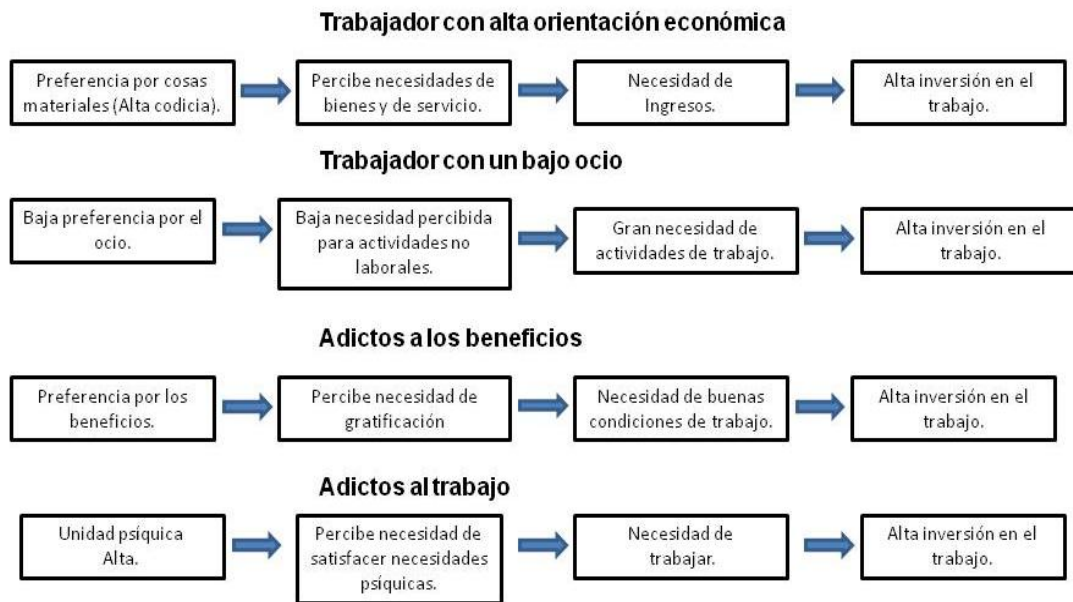 Trabajador con alta orientación económica
Preferencia por cosas
materiales (Alta codicia).
Percibe necesidades de
bienes y de servicio.
Necesidad de
Ingresos.
Alta inversión en el
trabajo.
Trabajador con un bajo ocio
Baja preferencia por el
ocio.
Baja necesidad percibida
para actividades no
laborales.
Gran necesidad de
actividades de trabajo.
Alta inversión en el
trabajo.
Adictos a los beneficios
Preferencia por los
beneficios.
Percibe necesidad de
gratificación
Necesidad de buenas
condiciones de trabajo.
Alta inversión en el
trabajo.
Adictos al trabajo
Unidad psíquica
Alta.
Percibe necesidad de
satisfacer necesidades
psíquicas.
Necesidad de
trabajar.
Alta inversión en el
trabajo.